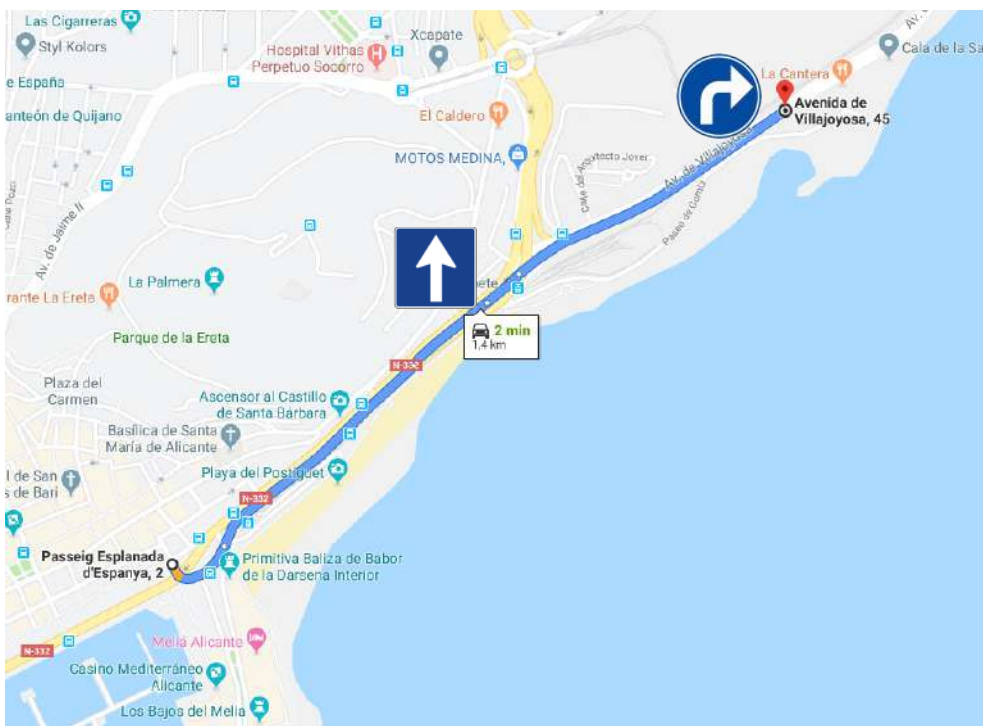 Las Cigarreras
Styl Kolors
Xcapate
Hospital Vithas
Perpetuo Socorro
Cala de la Sa
La Cantera
e España
Avenida de
Villajoyosa, 45
anteón de Quijano
El Caldero
MOTOS MEDINA,
Calle del Arquitecto Jover
Av. de Villajoyosa
Paseo de Gomiz
Av. de Jaime II
La Palmera
ete
rante La Ereta
2 min
1,4 km
Parque de la Ereta
N-332
Plaza del
Carmen
Ascensor al Castillo
de Santa Bárbara
Basílica de Santa
María de Alicante
Playa del Postiguet
l de San
s de Bari
N-332
Passeig Esplanada
d'Espanya, 2
Primitiva Baliza de Babor
de la Darsena Interior
Meliá Alicante
N-332
Casino Mediterráneo
Alicante
Los Bajos del Melia